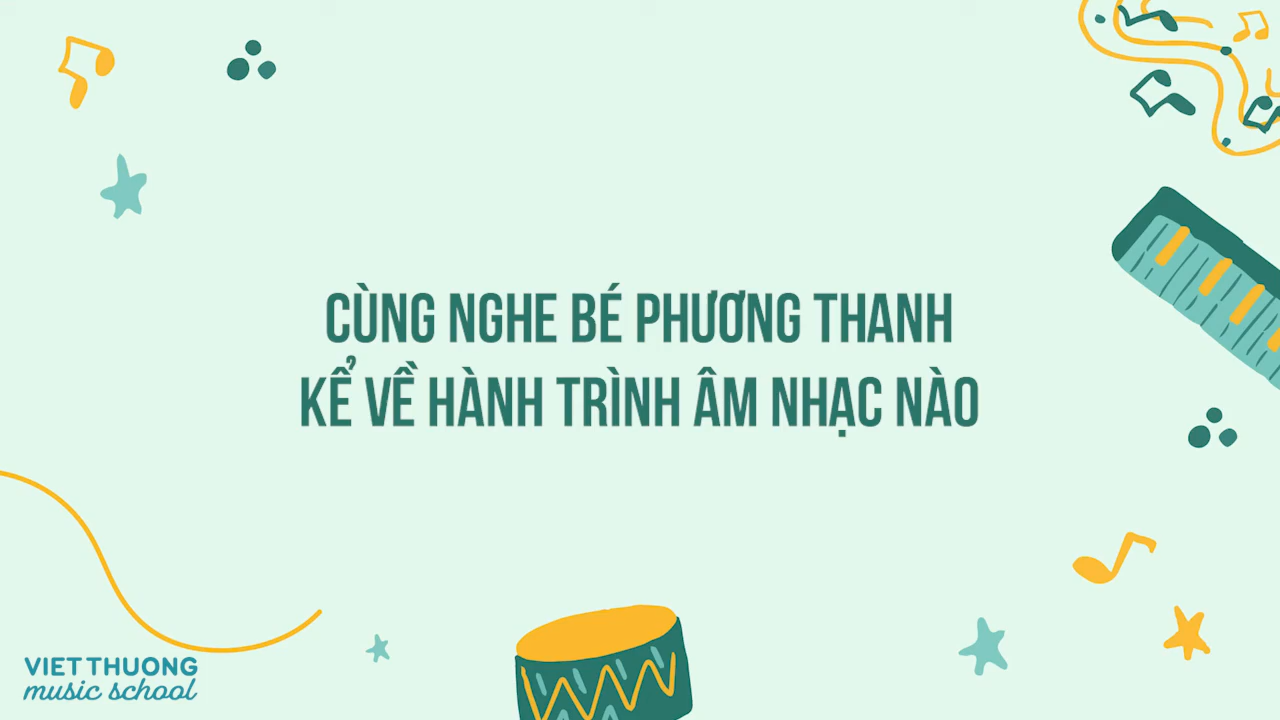 CÙNG NGHE BÉ PHƯƠNG THANH
KỂ VỀ HÀNH TRÌNH ÂM NHẠC NÀO
VIET THUONG
music school